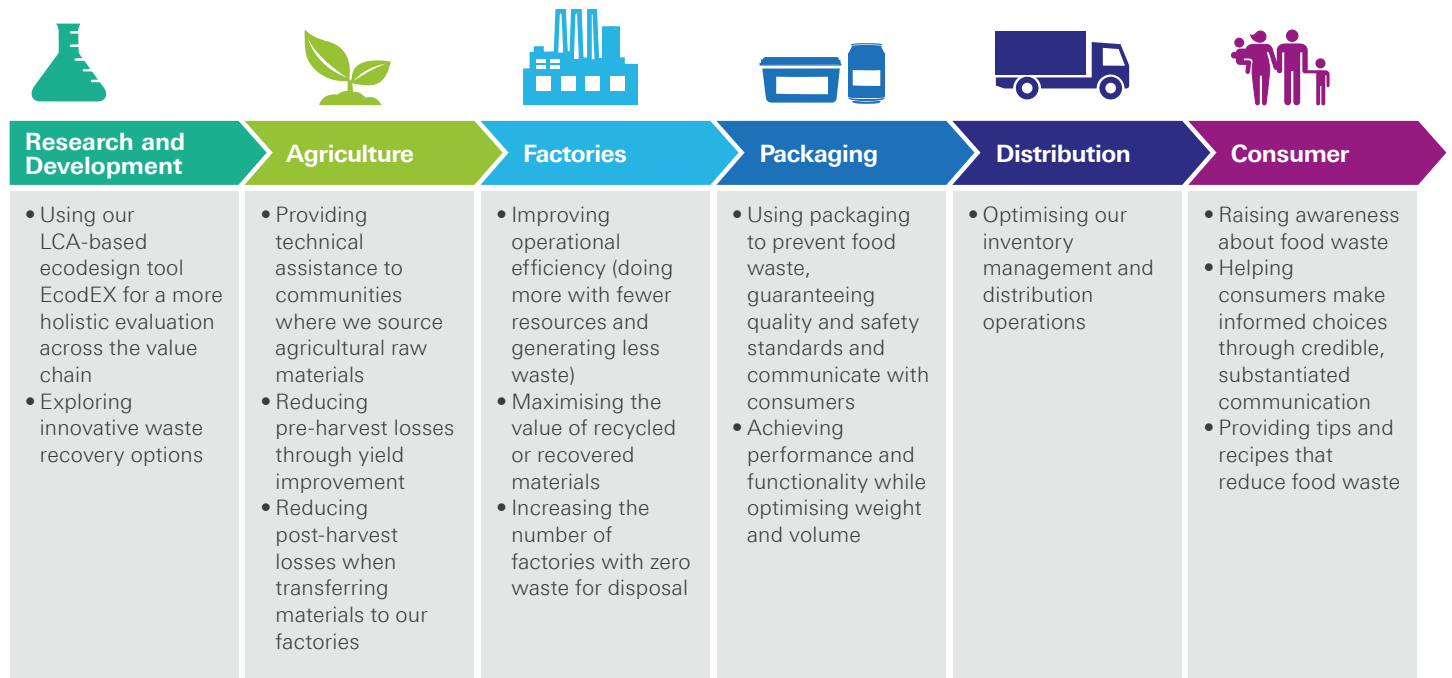 Research and
Development
Agriculture
Factories
Packaging
Distribution
Consumer
• Using our
LCA-based
ecodesign tool
EcodEX for a more
holistic evaluation
across the value
chain
• Exploring
innovative waste
recovery options
• Providing
technical
assistance to
communities
where we source
agricultural raw
materials
• Reducing
pre-harvest losses
through yield
improvement
• Reducing
post-harvest
losses when
transferring
materials to our
factories
• Improving
operational
efficiency (doing
more with fewer
resources and
generating less
waste)
• Maximising the
value of recycled
or recovered
materials
• Increasing the
number of
factories with zero
waste for disposal
• Using packaging
to prevent food
waste,
guaranteeing
quality and safety
standards and
communicate with
consumers
• Achieving
performance and
functionality while
optimising weight
and volume
• Optimising our
inventory
management and
distribution
operations
• Raising awareness
about food waste
• Helping
consumers make
informed choices
through credible,
substantiated
communication
• Providing tips and
recipes that
reduce food waste